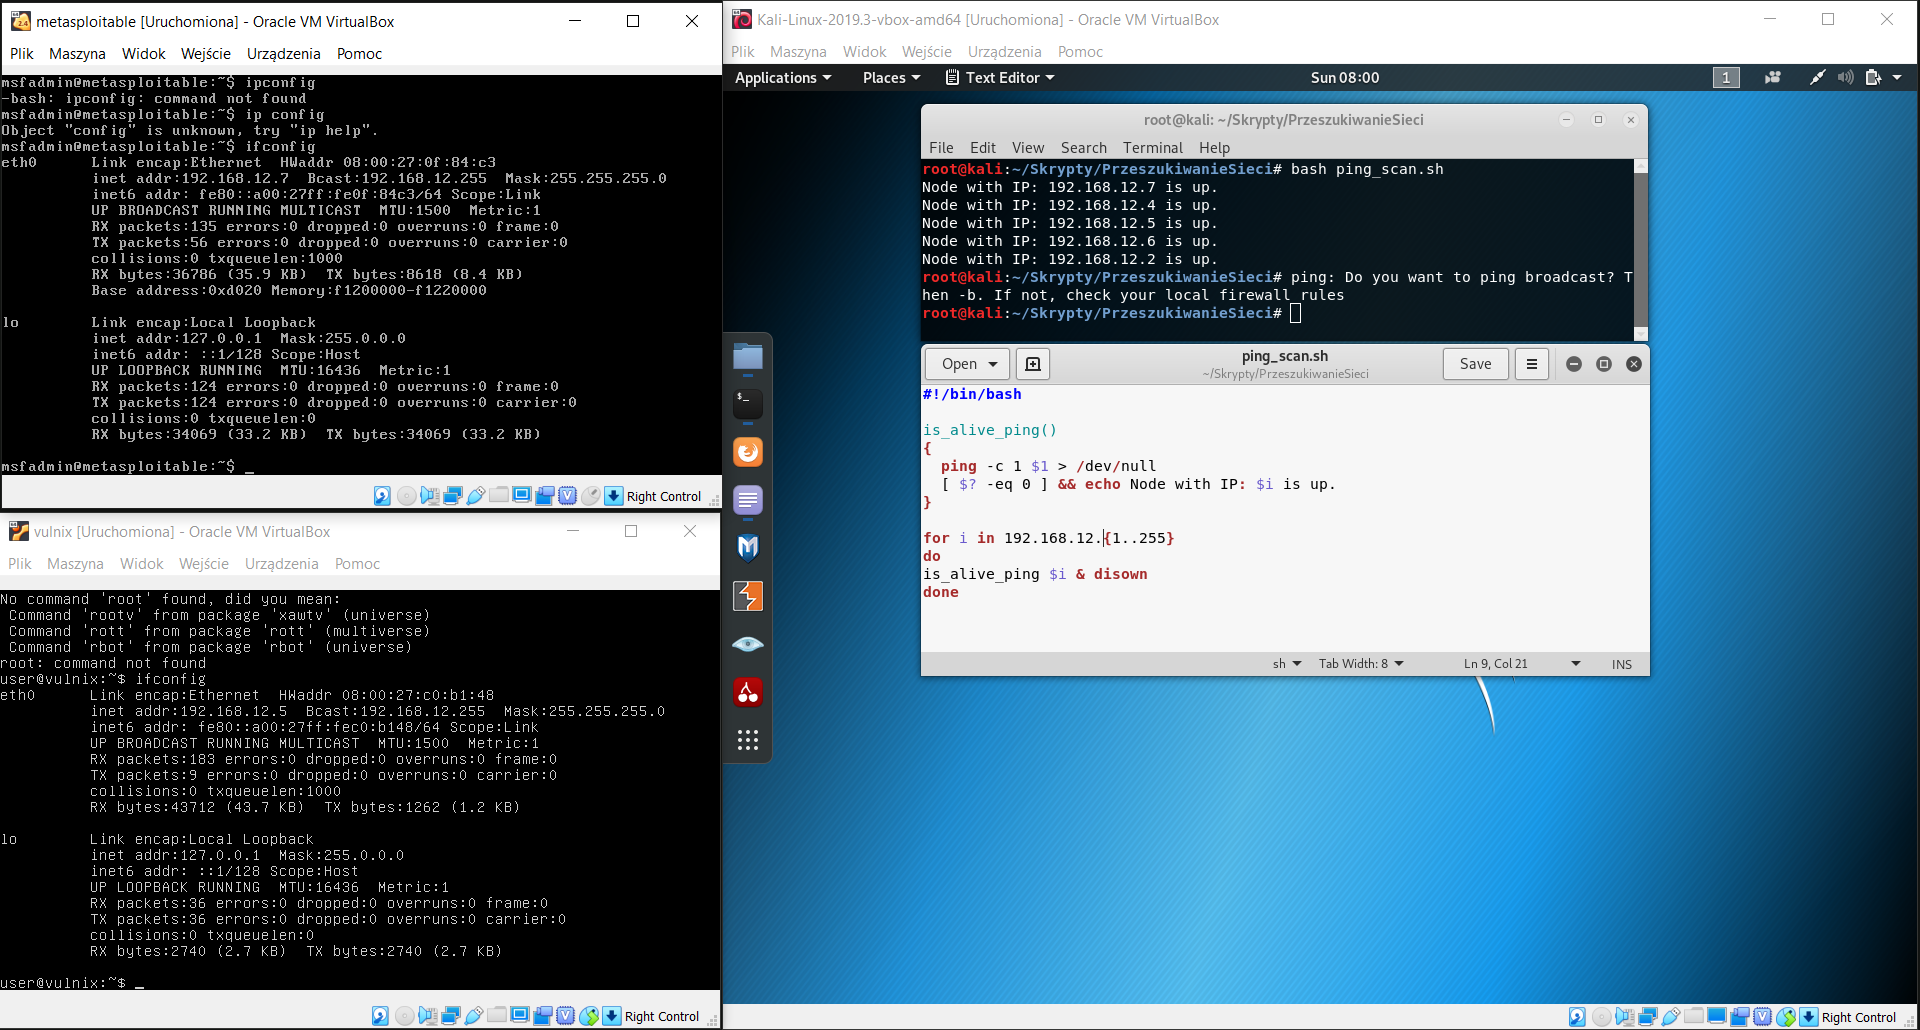 metasploitable [Uruchomiona] - Oracle VM VirtualBox
Plik Maszyna Widok Wejście Urządzenia Pomoc
msfadmin@metasploitable:~$ ipconfig
-bash: ipconfig: command not found
msfadmin@metasploitable:~$ ip config
Object "config" is unknown, try "ip help".
msfadmin@metasploitable:~$ ifconfig
eth0 Link encap:Ethernet HWaddr 08:00:27:0f:84:c3
inet addr:192.168.12.7 Bcast:192.168.12.255 Mask:255.255.255.0
inet6 addr: fe80::a00:27ff:fe0f:84c3/64 Scope:Link
UP BROADCAST RUNNING MULTICAST MTU:1500 Metric:1
RX packets:135 errors:0 dropped:0 overruns:0 frame:0
TX packets:56 errors:0 dropped:0 overruns:0 carrier:0
collisions:0 txqueuelen:1000
RX bytes:36786 (35.9 KB) TX bytes:8618 (8.4 KB)
Base address:0xd020 Memory:f1200000-f1220000
lo Link encap:Local Loopback
inet addr:127.0.0.1 Mask:255.0.0.0
inet6 addr: ::1/128 Scope:Host
UP LOOPBACK RUNNING MTU:16436 Metric:1
RX packets:124 errors:0 dropped:0 overruns:0 frame:0
TX packets:124 errors:0 dropped:0 overruns:0 carrier:0
collisions:0 txqueuelen:0
RX bytes:34069 (33.2 KB) TX bytes:34069 (33.2 KB)
msfadmin@metasploitable:~$ _
Right Control
vulnix [Uruchomiona] - Oracle VM VirtualBox
Plik Maszyna Widok Wejście Urządzenia Pomoc
No command 'root' found, did you mean:
Command 'rootv' from package 'xawtv' (universe)
Command 'rott' from package 'rott' (multiverse)
Command 'rbot' from package 'rbot' (universe)
root: command not found
user@vulnix:~$ ifconfig
eth0 Link encap:Ethernet HWaddr 08:00:27:c0:b1:48
inet addr:192.168.12.5 Bcast:192.168.12.255 Mask:255.255.255.0
inet6 addr: fe80::a00:27ff:fec0:b148/64 Scope:Link
UP BROADCAST RUNNING MULTICAST MTU:1500 Metric:1
RX packets:183 errors:0 dropped:0 overruns:0 frame:0
TX packets:9 errors:0 dropped:0 overruns:0 carrier:0
collisions:0 txqueuelen:1000
RX bytes:43712 (43.7 KB) TX bytes:1262 (1.2 KB)
lo Link encap:Local Loopback
inet addr:127.0.0.1 Mask:255.0.0.0
inet6 addr: ::1/128 Scope:Host
UP LOOPBACK RUNNING MTU:16436 Metric:1
RX packets:36 errors:0 dropped:0 overruns:0 frame:0
TX packets:36 errors:0 dropped:0 overruns:0 carrier:0
collisions:0 txqueuelen:0
RX bytes:2740 (2.7 KB) TX bytes:2740 (2.7 KB)
user@vulnix:~$ _
Right Control
Kali-Linux-2019.3-vbox-amd64 [Uruchomiona] - Oracle VM VirtualBox
Plik Maszyna Widok Wejście Urządzenia Pomoc
Applications Places Text Editor Sun 08:00 1
root@kali: ~/Skrypty/PrzeszukiwanieSieci
File Edit View Search Terminal Help
root@kali:~/Skrypty/PrzeszukiwanieSieci# bash ping_scan.sh
Node with IP: 192.168.12.7 is up.
Node with IP: 192.168.12.4 is up.
Node with IP: 192.168.12.5 is up.
Node with IP: 192.168.12.6 is up.
Node with IP: 192.168.12.2 is up.
root@kali:~/Skrypty/PrzeszukiwanieSieci# ping: Do you want to ping broadcast? T
hen -b. If not, check your local firewall rules
root@kali:~/Skrypty/PrzeszukiwanieSieci#
Open ping_scan.sh Save
~/Skrypty/PrzeszukiwanieSieci
#!/bin/bash
is_alive_ping()
{
ping -c 1 $1 > /dev/null
[ $? -eq 0 ] && echo Node with IP: $i is up.
}
for i in 192.168.12.{1..255}
do
is_alive_ping $i & disown
done
sh Tab Width: 8 Ln 9, Col 21 INS
Right Control